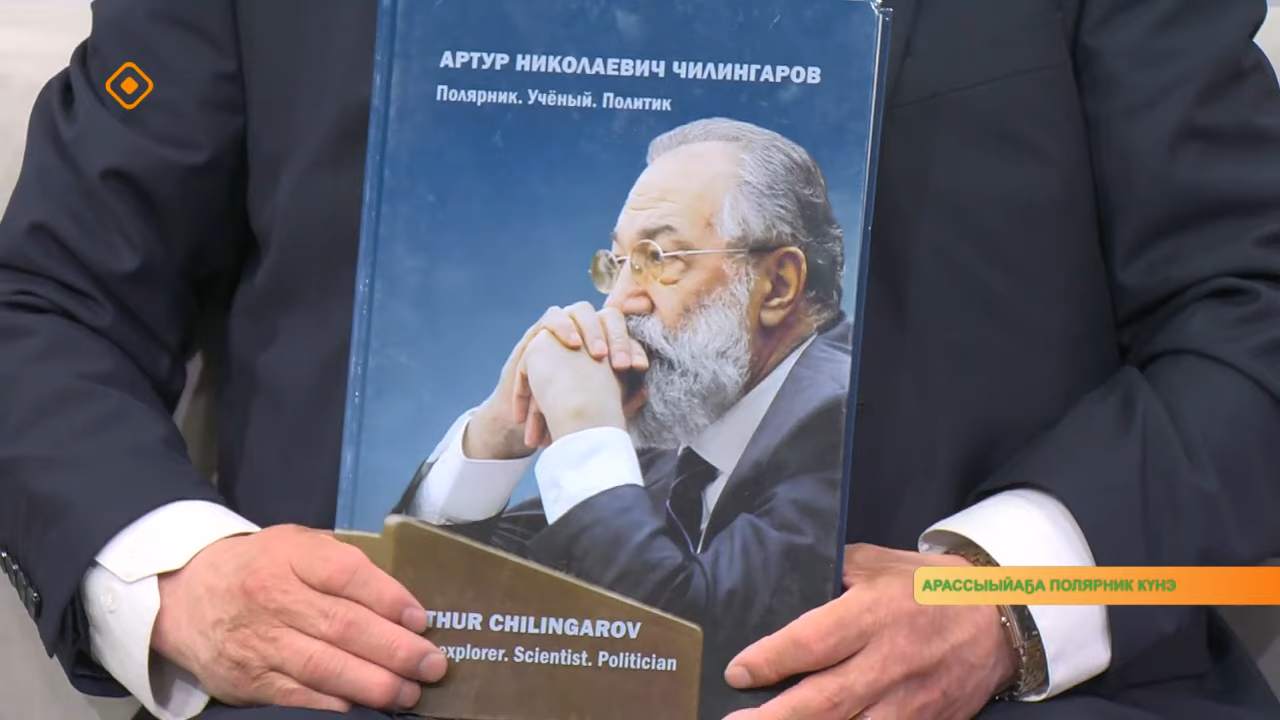 АРТУР НИКОЛАЕВИЧ ЧИЛИНГАРОВ
Полярник. Учёный. Политик
THUR CHILINGAROV
explorer. Scientist. Politician
АРАССЫЫЙАҔА ПОЛЯРНИК КҮНЭ